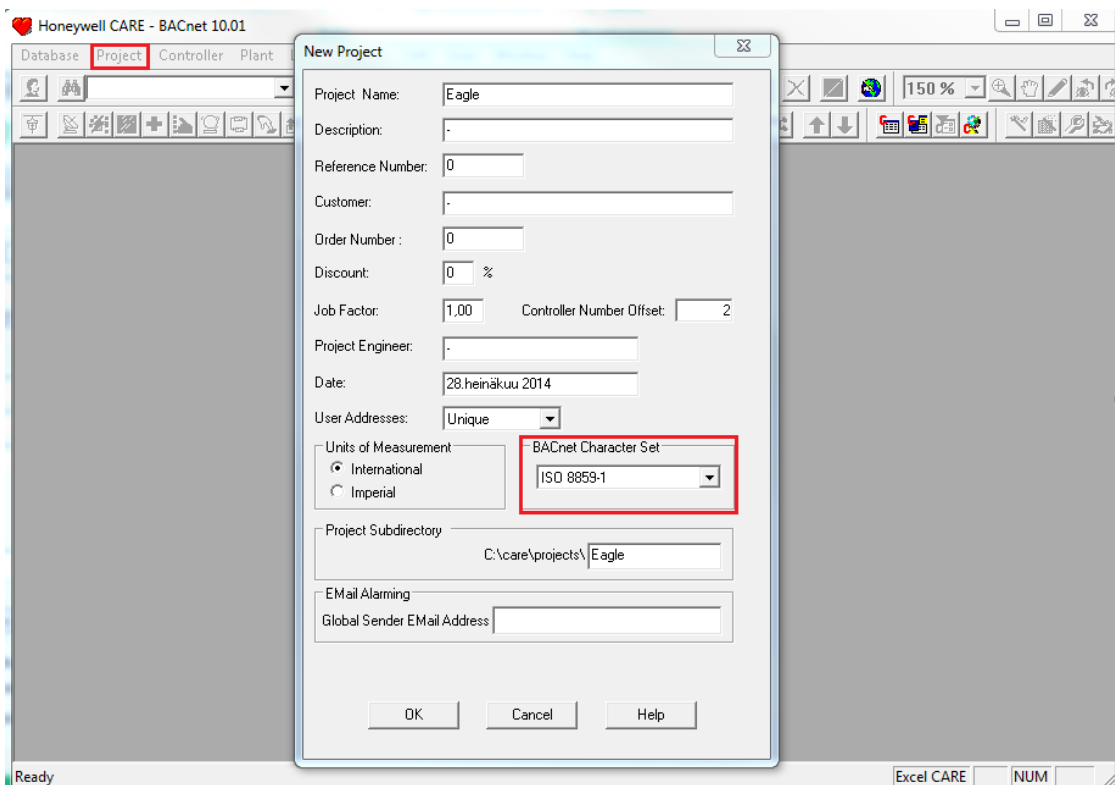 Honeywell CARE - BACnet 10.01
Database Project Controller Plant
New Project
150 %
Project Name: Eagle
Description: -
Reference Number: 0
Customer: -
Order Number : 0
Discount: 0 %
Job Factor: 1,00 Controller Number Offset: 2
Project Engineer: -
Date: 28.heinäkuu 2014
User Addresses: Unique
Units of Measurement
International
Imperial
BACnet Character Set
ISO 8859-1
Project Subdirectory
C:\care\projects\ Eagle
EMail Alarming
Global Sender EMail Address
OK Cancel Help
Ready Excel CARE NUM